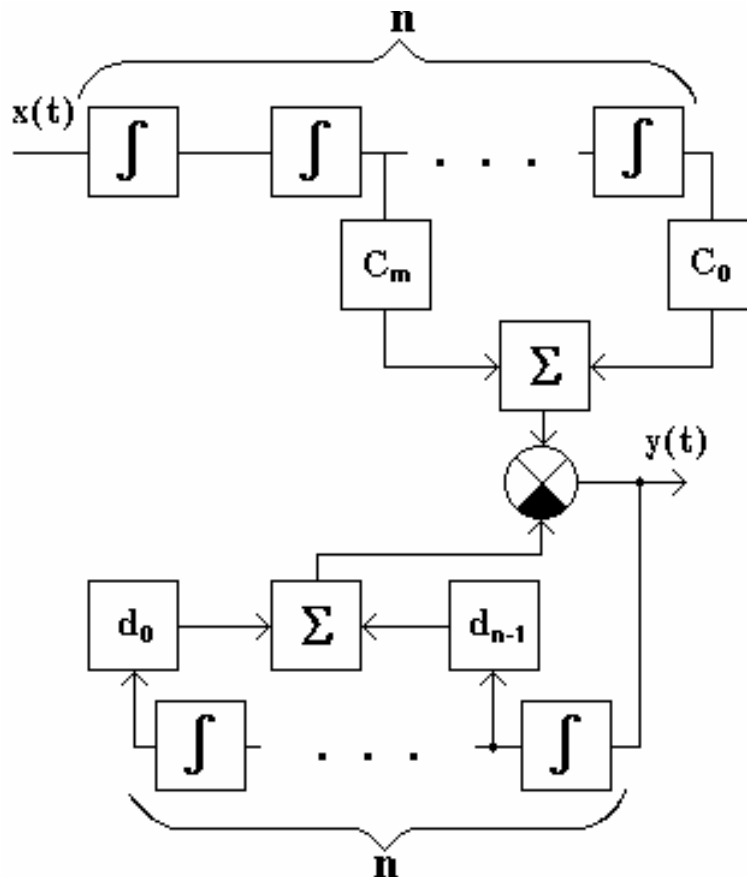 n
x(t)
∫ ∫ . . . ∫
Cₘ C₀
Σ
y(t)
d₀ Σ dₙ₋₁
∫ . . . ∫
n